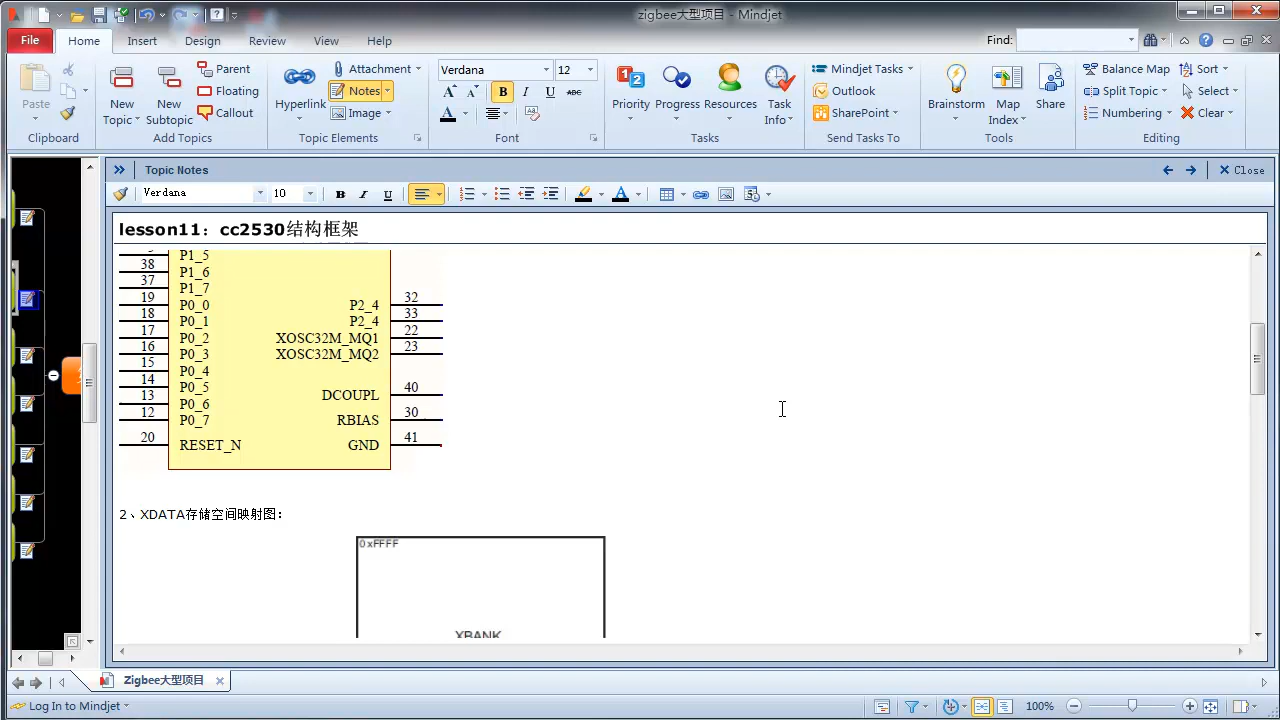 zigbee大型项目 - Mindjet
File Home Insert Design Review View Help Find:
Paste
Clipboard
New Topic
New Subtopic
Parent
Floating
Callout
Add Topics
Hyperlink
Attachment
Notes
Image
Topic Elements
Verdana 12
B I U ABC
A
Font
Priority
Progress
Resources
Task Info
Tasks
Mindjet Tasks
Outlook
SharePoint
Send Tasks To
Brainstorm
Map Index
Share
Tools
Balance Map
Split Topic
Numbering
Sort
Select
Clear
Editing
Topic Notes
Close
Verdana 10 B I U A
lesson11：cc2530结构框架
P1_5
38 P1_6
37 P1_7
19 P0_0 P2_4 32
18 P0_1 P2_4 33
17 P0_2 XOSC32M_MQ1 22
16 P0_3 XOSC32M_MQ2 23
15 P0_4
14 P0_5 DCOUPL 40
13 P0_6
12 P0_7 RBIAS 30
20 RESET_N GND 41
2、XDATA存储空间映射图：
0xFFFF
XBANK
Zigbee大型项目
Log In to Mindjet
100%